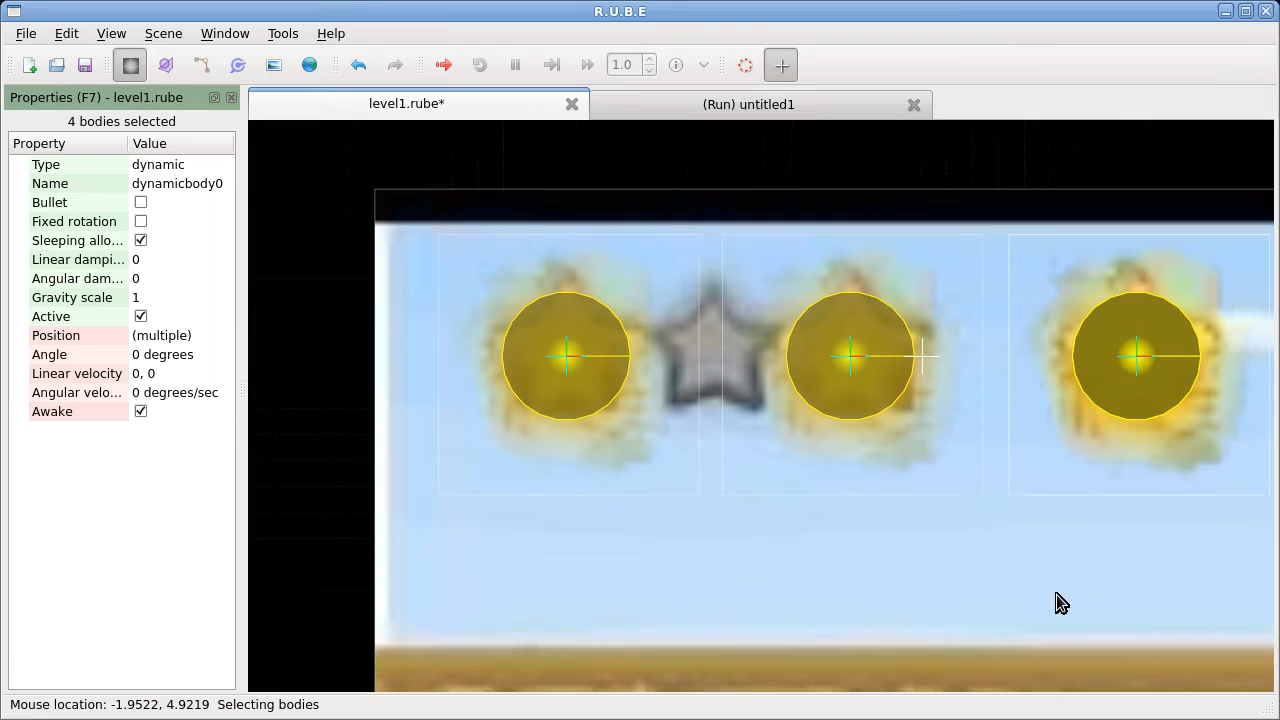 R.U.B.E
File Edit View Scene Window Tools Help
1.0
Properties (F7) - level1.rube
level1.rube*
(Run) untitled1
4 bodies selected
Property Value
Type dynamic
Name dynamicbody0
Bullet
Fixed rotation
Sleeping allo...
Linear dampi... 0
Angular dam... 0
Gravity scale 1
Active
Position (multiple)
Angle 0 degrees
Linear velocity 0, 0
Angular velo... 0 degrees/sec
Awake
Mouse location: -1.9522, 4.9219 Selecting bodies